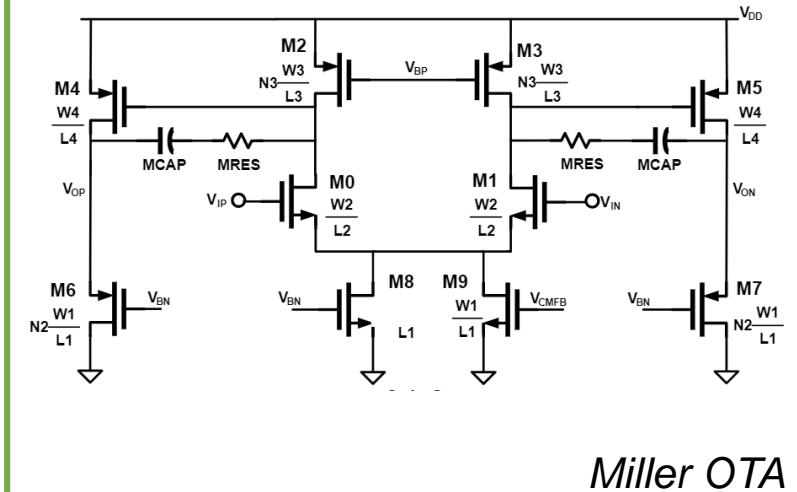 VDD
M2
M3
M4
W3
N3
L3
VBP
W3
N3
L3
M5
W4
L4
W4
L4
MCAP
MRES
MRES
MCAP
VOP
M0
M1
VON
VIP
W2
L2
W2
L2
VIN
M6
VBN
W1
N2
L1
VBN
M8
L1
M9
W1
L1
VCMFB
VBN
M7
W1
N2
L1
Miller OTA